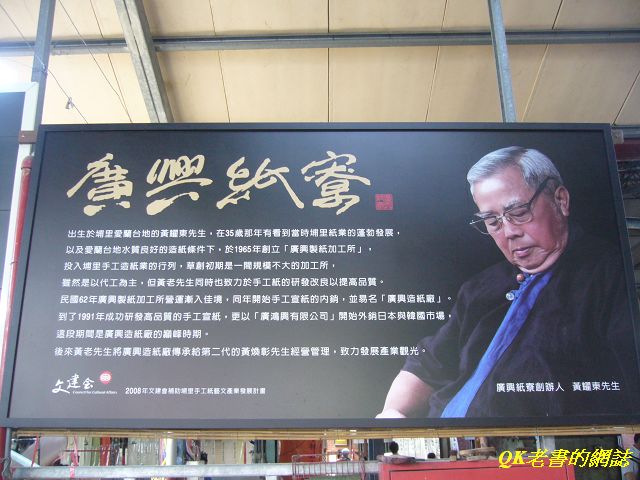 廣興紙寮
出生於埔里愛蘭台地的黃耀東先生，在35歲那年有看到當時埔里紙業的蓬勃發展，
以及愛蘭台地水質良好的造紙條件下，於1965年創立「廣興製紙加工所」，
投入埔里手工造紙業的行列，草創初期是一間規模不大的加工所，
雖然是以代工為主，但黃老先生同時也致力於手工紙的研發改良以提高品質。
民國62年廣興製紙加工所營運漸入佳境，同年開始手工宣紙的內銷，並易名「廣興造紙廠」。
到了1991年成功研發高品質的手工宣紙，更以「廣鴻興有限公司」開始外銷日本與韓國市場，
這段期間是廣興造紙廠的巔峰時期。
後來黃老先生將廣興造紙廠傳承給第二代的黃煥彰先生經營管理，致力發展產業觀光。
文建會
Council for Cultural Affairs
2008年文建會補助埔里手工紙藝文產業發展計畫
廣興紙寮創辦人 黃耀東先生
QK老書的網誌